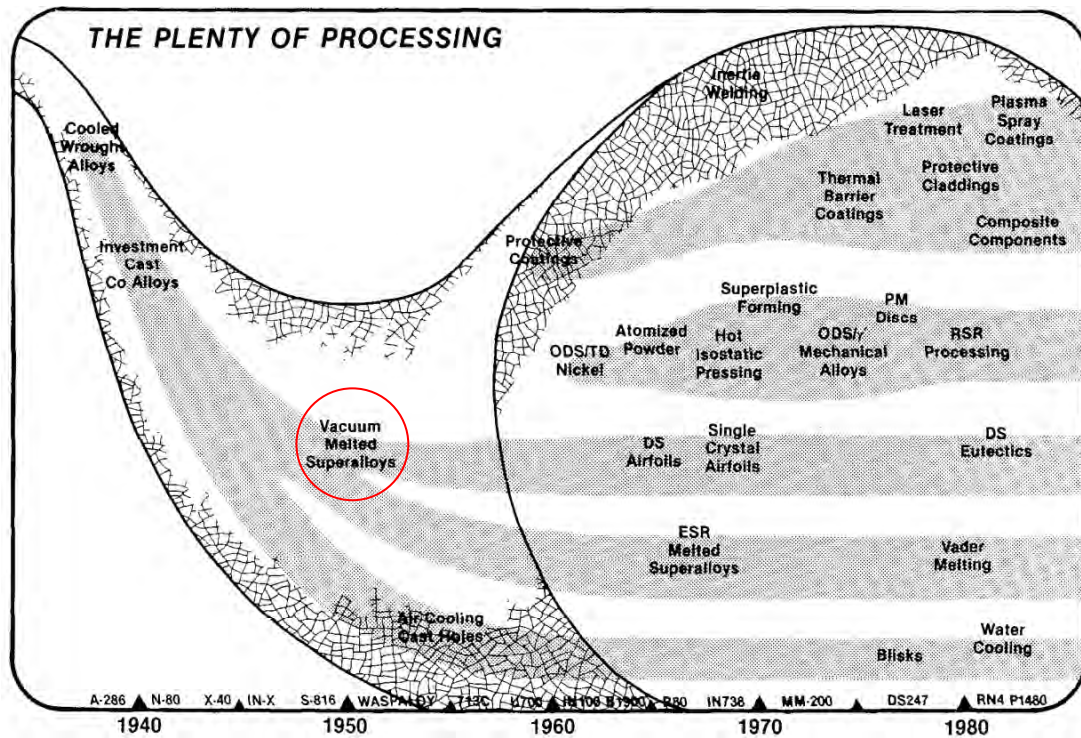 THE PLENTY OF PROCESSING
Cooled
Wrought
Alloys
Investment
Cast
Co Alloys
Vacuum
Melted
Superalloys
Air Cooling
Cast Holes
Protective
Coatings
Inertia
Welding
Laser
Treatment
Plasma
Spray
Coatings
Thermal
Barrier
Coatings
Protective
Claddings
Composite
Components
ODS/TD
Nickel
Atomized
Powder
Superplastic
Forming
Hot
Isostatic
Pressing
ODS/γ′
Mechanical
Alloys
PM
Discs
RSR
Processing
DS
Airfoils
Single
Crystal
Airfoils
DS
Eutectics
ESR
Melted
Superalloys
Vader
Melting
Blisks
Water
Cooling
A-286 N-80 X-40 IN-X S-816 WASPALOY 713C U700 IN100 B1900 R80 IN738 MM-200 DS247 RN4 P1480
1940 1950 1960 1970 1980